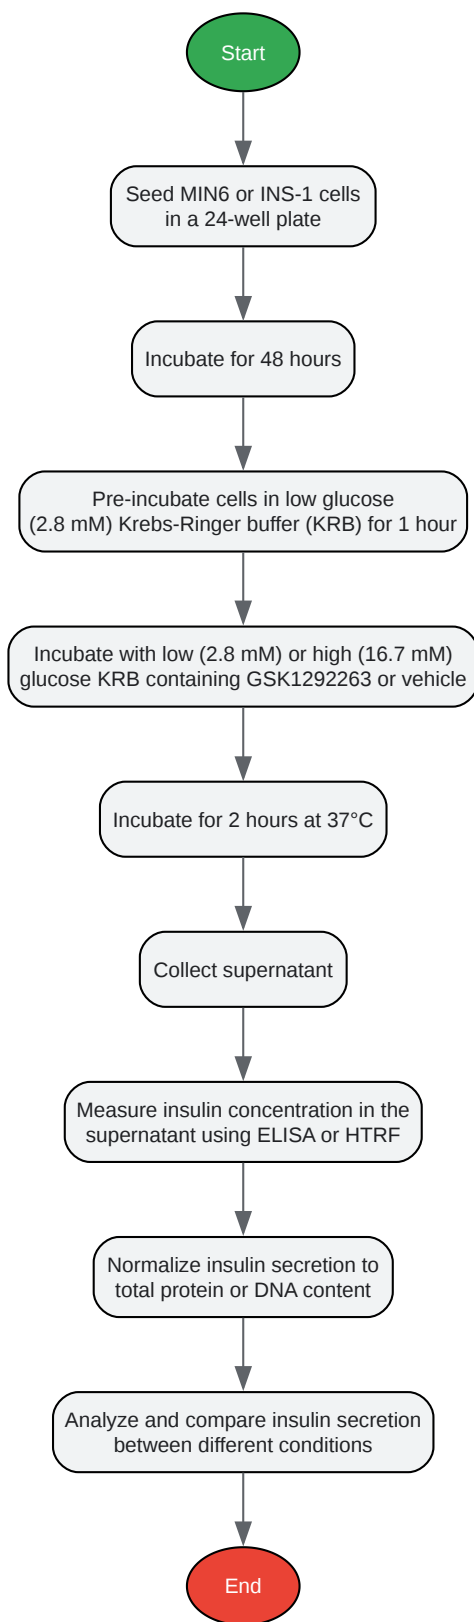 Start
Seed MIN6 or INS-1 cells
in a 24-well plate
Incubate for 48 hours
Pre-incubate cells in low glucose
(2.8 mM) Krebs-Ringer buffer (KRB) for 1 hour
Incubate with low (2.8 mM) or high (16.7 mM)
glucose KRB containing GSK1292263 or vehicle
Incubate for 2 hours at 37°C
Collect supernatant
Measure insulin concentration in the
supernatant using ELISA or HTRF
Normalize insulin secretion to
total protein or DNA content
Analyze and compare insulin secretion
between different conditions
End